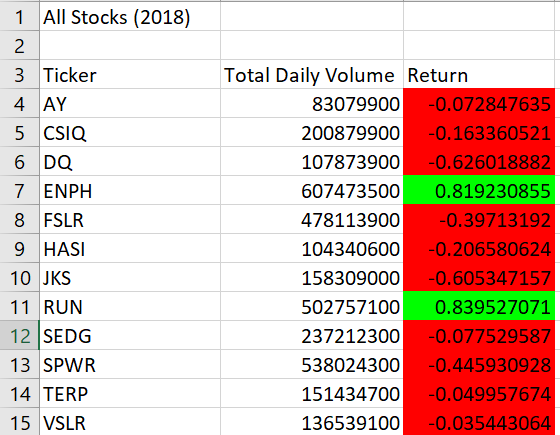 1 All Stocks (2018)
2
3 Ticker Total Daily Volume Return
4 AY 83079900 -0.072847635
5 CSIQ 200879900 -0.163360521
6 DQ 107873900 -0.626018882
7 ENPH 607473500 0.819230855
8 FSLR 478113900 -0.39713192
9 HASI 104340600 -0.206580624
10 JKS 158309000 -0.605347157
11 RUN 502757100 0.839527071
12 SEDG 237212300 -0.077529587
13 SPWR 538024300 -0.445930928
14 TERP 151434700 -0.049957674
15 VSLR 136539100 -0.035443064